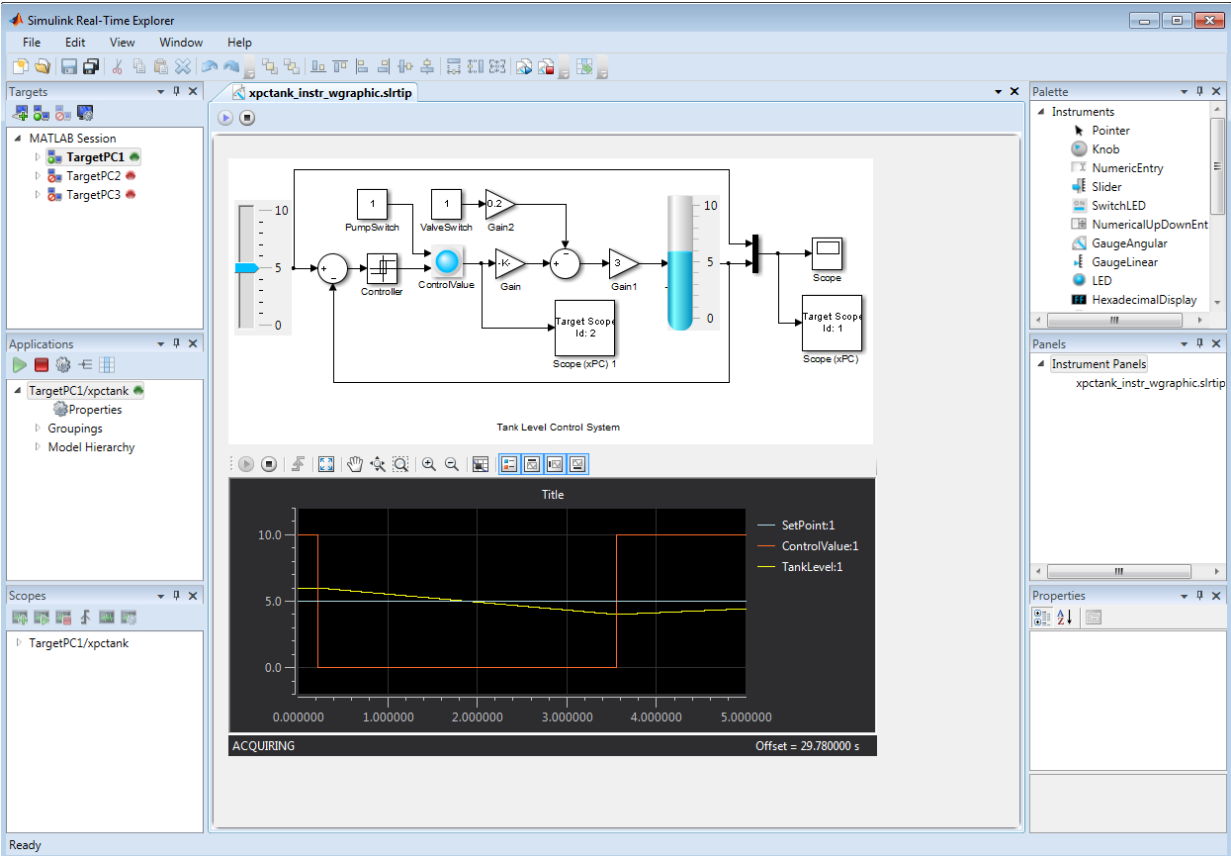 Simulink Real-Time Explorer
File Edit View Window Help
Targets
MATLAB Session
TargetPC1
TargetPC2
TargetPC3
Applications
TargetPC1/xpctank
Properties
Groupings
Model Hierarchy
Scopes
TargetPC1/xpctank
xpctank_instr_wgraphic.slrtip
10
5
0
1
PumpSwitch
1
ValveSwitch
0.2
Gain2
Controller
ControlValue
-K-
Gain
3
Gain1
10
5
0
Target Scope
Id: 2
Scope (xPC) 1
Scope
Target Scope
Id: 1
Scope (xPC)
Tank Level Control System
Title
10.0
5.0
0.0
0.000000 1.000000 2.000000 3.000000 4.000000 5.000000
SetPoint:1
ControlValue:1
TankLevel:1
ACQUIRING Offset = 29.780000 s
Palette
Instruments
Pointer
Knob
NumericEntry
Slider
SwitchLED
NumericalUpDownEnt
GaugeAngular
GaugeLinear
LED
HexadecimalDisplay
Panels
Instrument Panels
xpctank_instr_wgraphic.slrtip
Properties
Ready